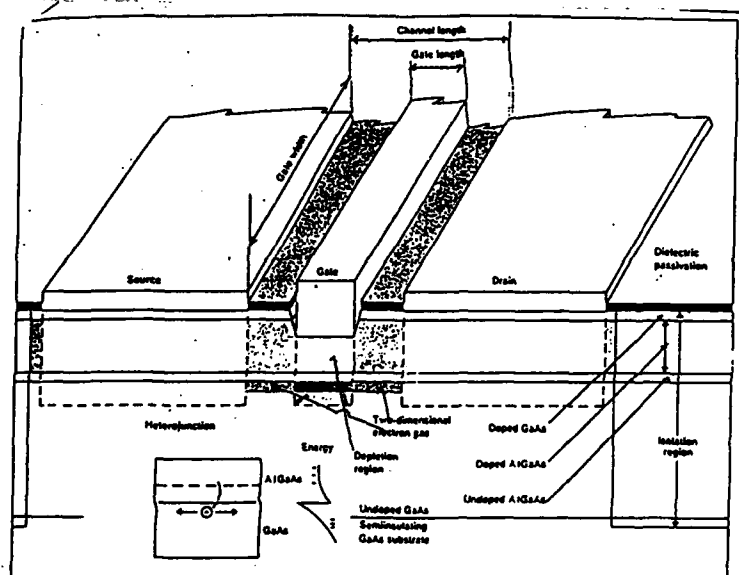 Channel length
Gate length
Gate width
Source
Gate
Drain
Dielectric
passivation
Heterojunction
Two-dimensional
electron gas
Energy
Depletion
region
Doped GaAs
Doped AlGaAs
Undoped AlGaAs
Isolation
region
AlGaAs
GaAs
Undoped GaAs
Semiinsulating
GaAs substrate